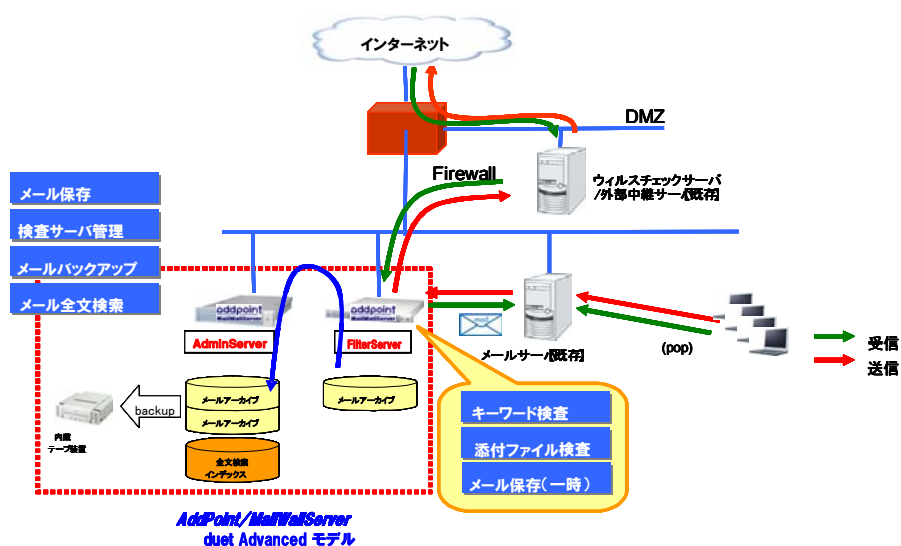 インターネット
DMZ
Firewall
ウィルスチェックサーバ
/外部中継サーバ[既存]
メール保存
検査サーバ管理
メールバックアップ
メール全文検索
addpoint
MailWallServer
addpoint
MailWallServer
AdminServer
FilterServer
メールサーバ[既存]
(pop)
受信
送信
メールアーカイブ
メールアーカイブ
メールアーカイブ
backup
内蔵
テープ装置
全文検索
インデックス
キーワード検査
添付ファイル検査
メール保存(一時)
AddPoint/MailWallServer
duet Advanced モデル